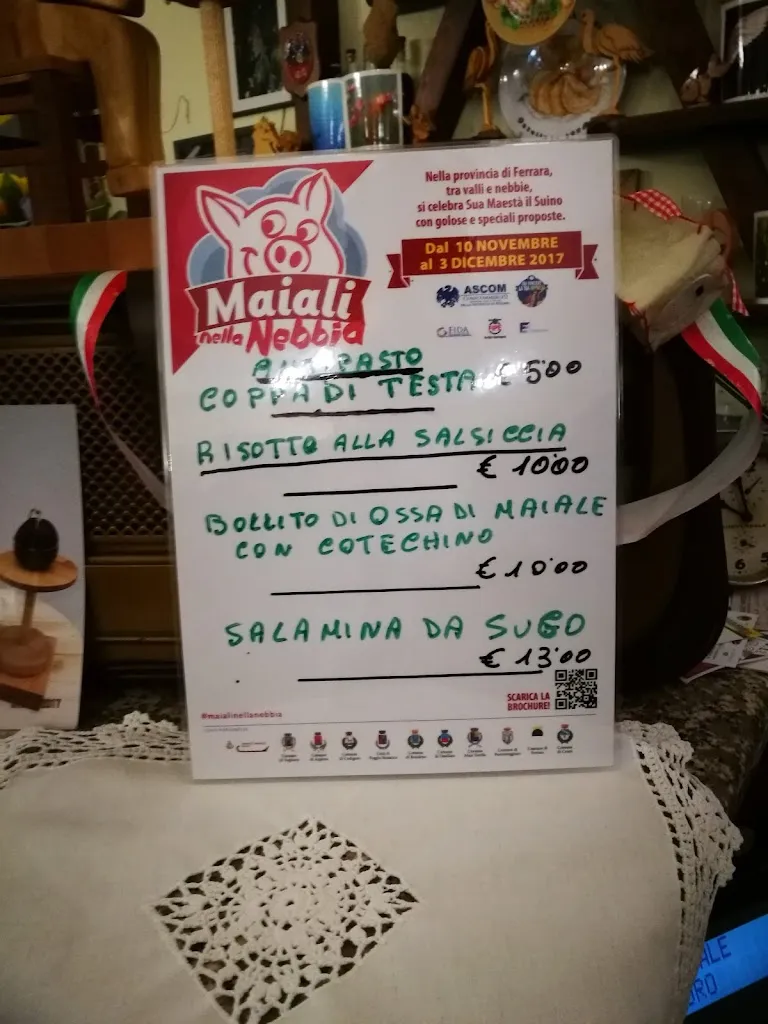 Nella provincia di Ferrara,
tra valli e nebbie,
si celebra Sua Maestà il Suino
con golose e speciali proposte.
Dal 10 NOVEMBRE
al 3 DICEMBRE 2017
Maiali
nella Nebbia
ASCOM
ANTIPASTO
COPPA DI TESTA € 5'00
RISOTTO ALLA SALSICCIA
€ 10'00
BOLLITO DI OSSA DI MAIALE
CON COTECHINO
€ 10'00
SALAMINA DA SUGO
€ 13'00
SCARICA LA
BROCHURE!
#maialinellanebbia